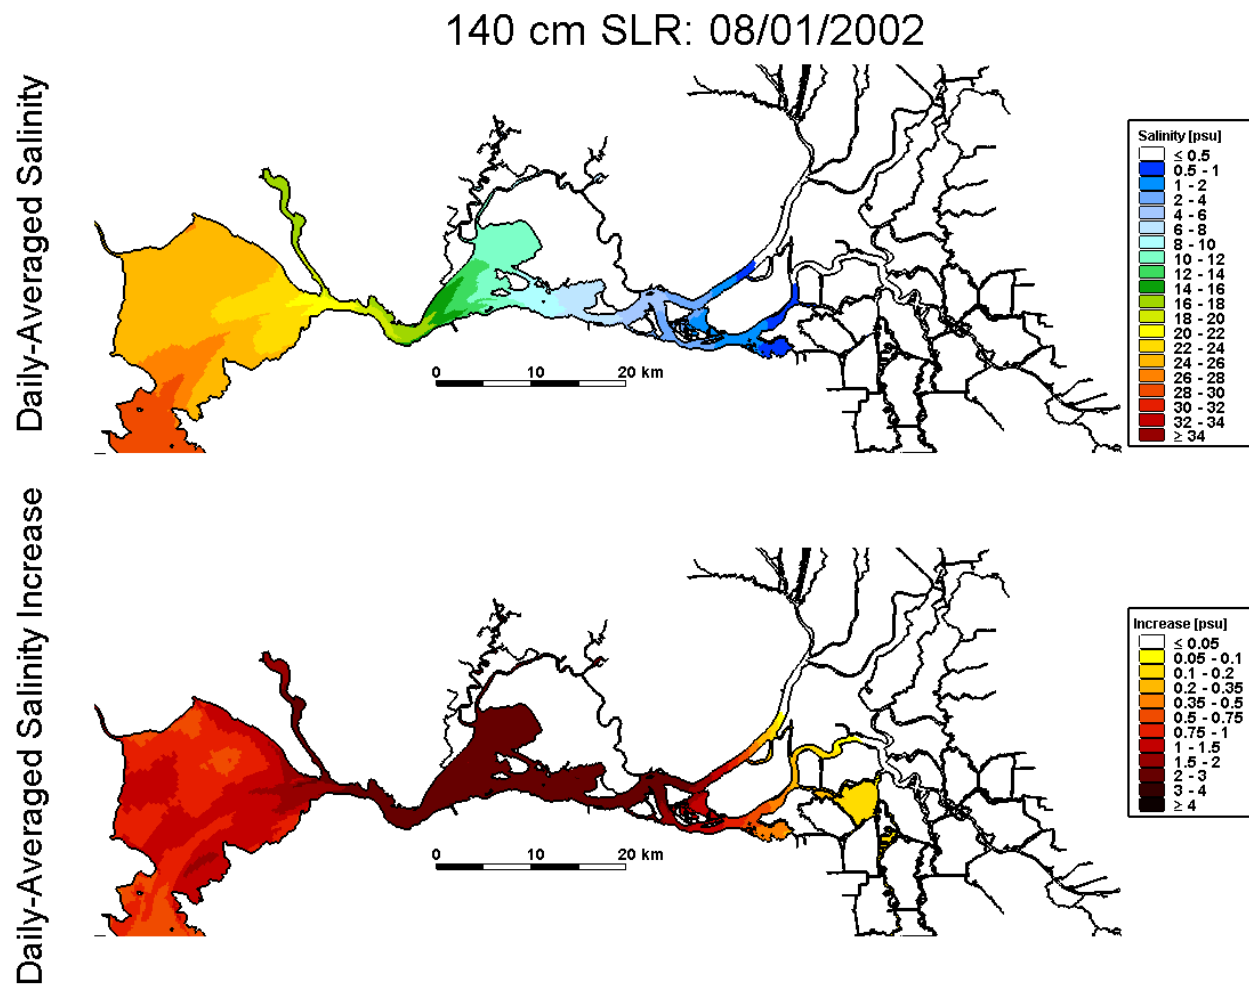 140 cm SLR: 08/01/2002
Daily-Averaged Salinity
Salinity [psu]
≤ 0.5
0.5 - 1
1 - 2
2 - 4
4 - 6
6 - 8
8 - 10
10 - 12
12 - 14
14 - 16
16 - 18
18 - 20
20 - 22
22 - 24
24 - 26
26 - 28
28 - 30
30 - 32
32 - 34
≥ 34
0 10 20 km
Daily-Averaged Salinity Increase
Increase [psu]
≤ 0.05
0.05 - 0.1
0.1 - 0.2
0.2 - 0.35
0.35 - 0.5
0.5 - 0.75
0.75 - 1
1 - 1.5
1.5 - 2
2 - 3
3 - 4
≥ 4
0 10 20 km